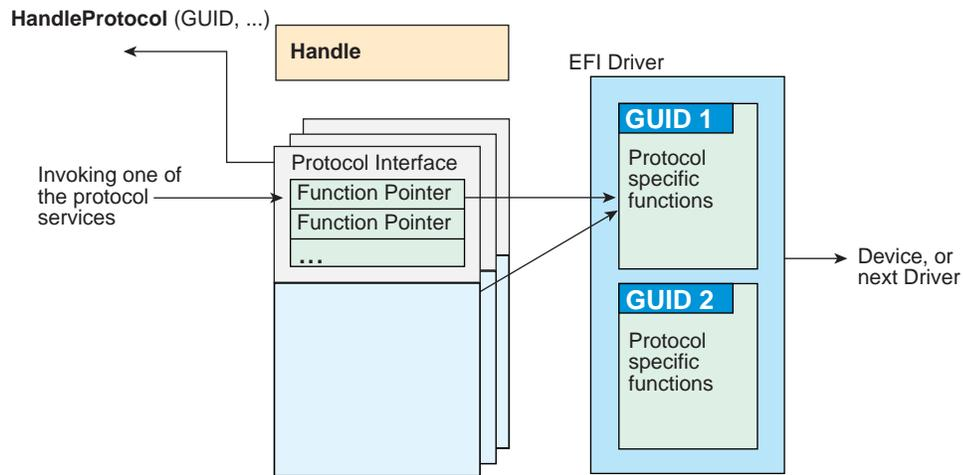 HandleProtocol (GUID, ...)
Handle
EFI Driver
GUID 1
Protocol
specific
functions
Protocol Interface
Function Pointer
Function Pointer
...
Invoking one of
the protocol
services
Device, or
next Driver
GUID 2
Protocol
specific
functions